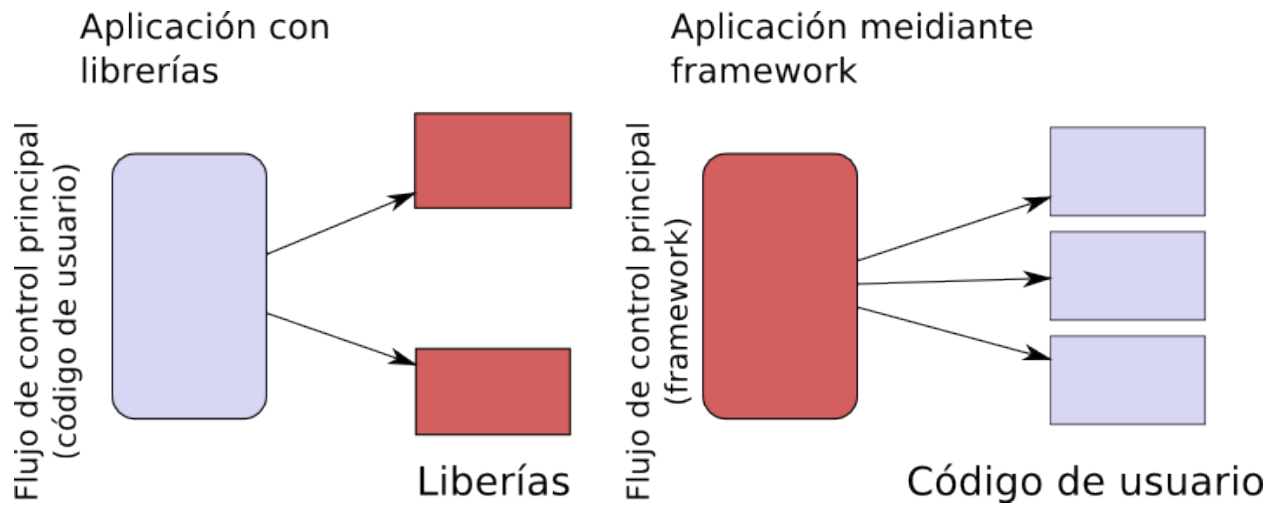 Aplicación con
librerías
Flujo de control principal
(código de usuario)
Liberías
Aplicación meidiante
framework
Flujo de control principal
(framework)
Código de usuario